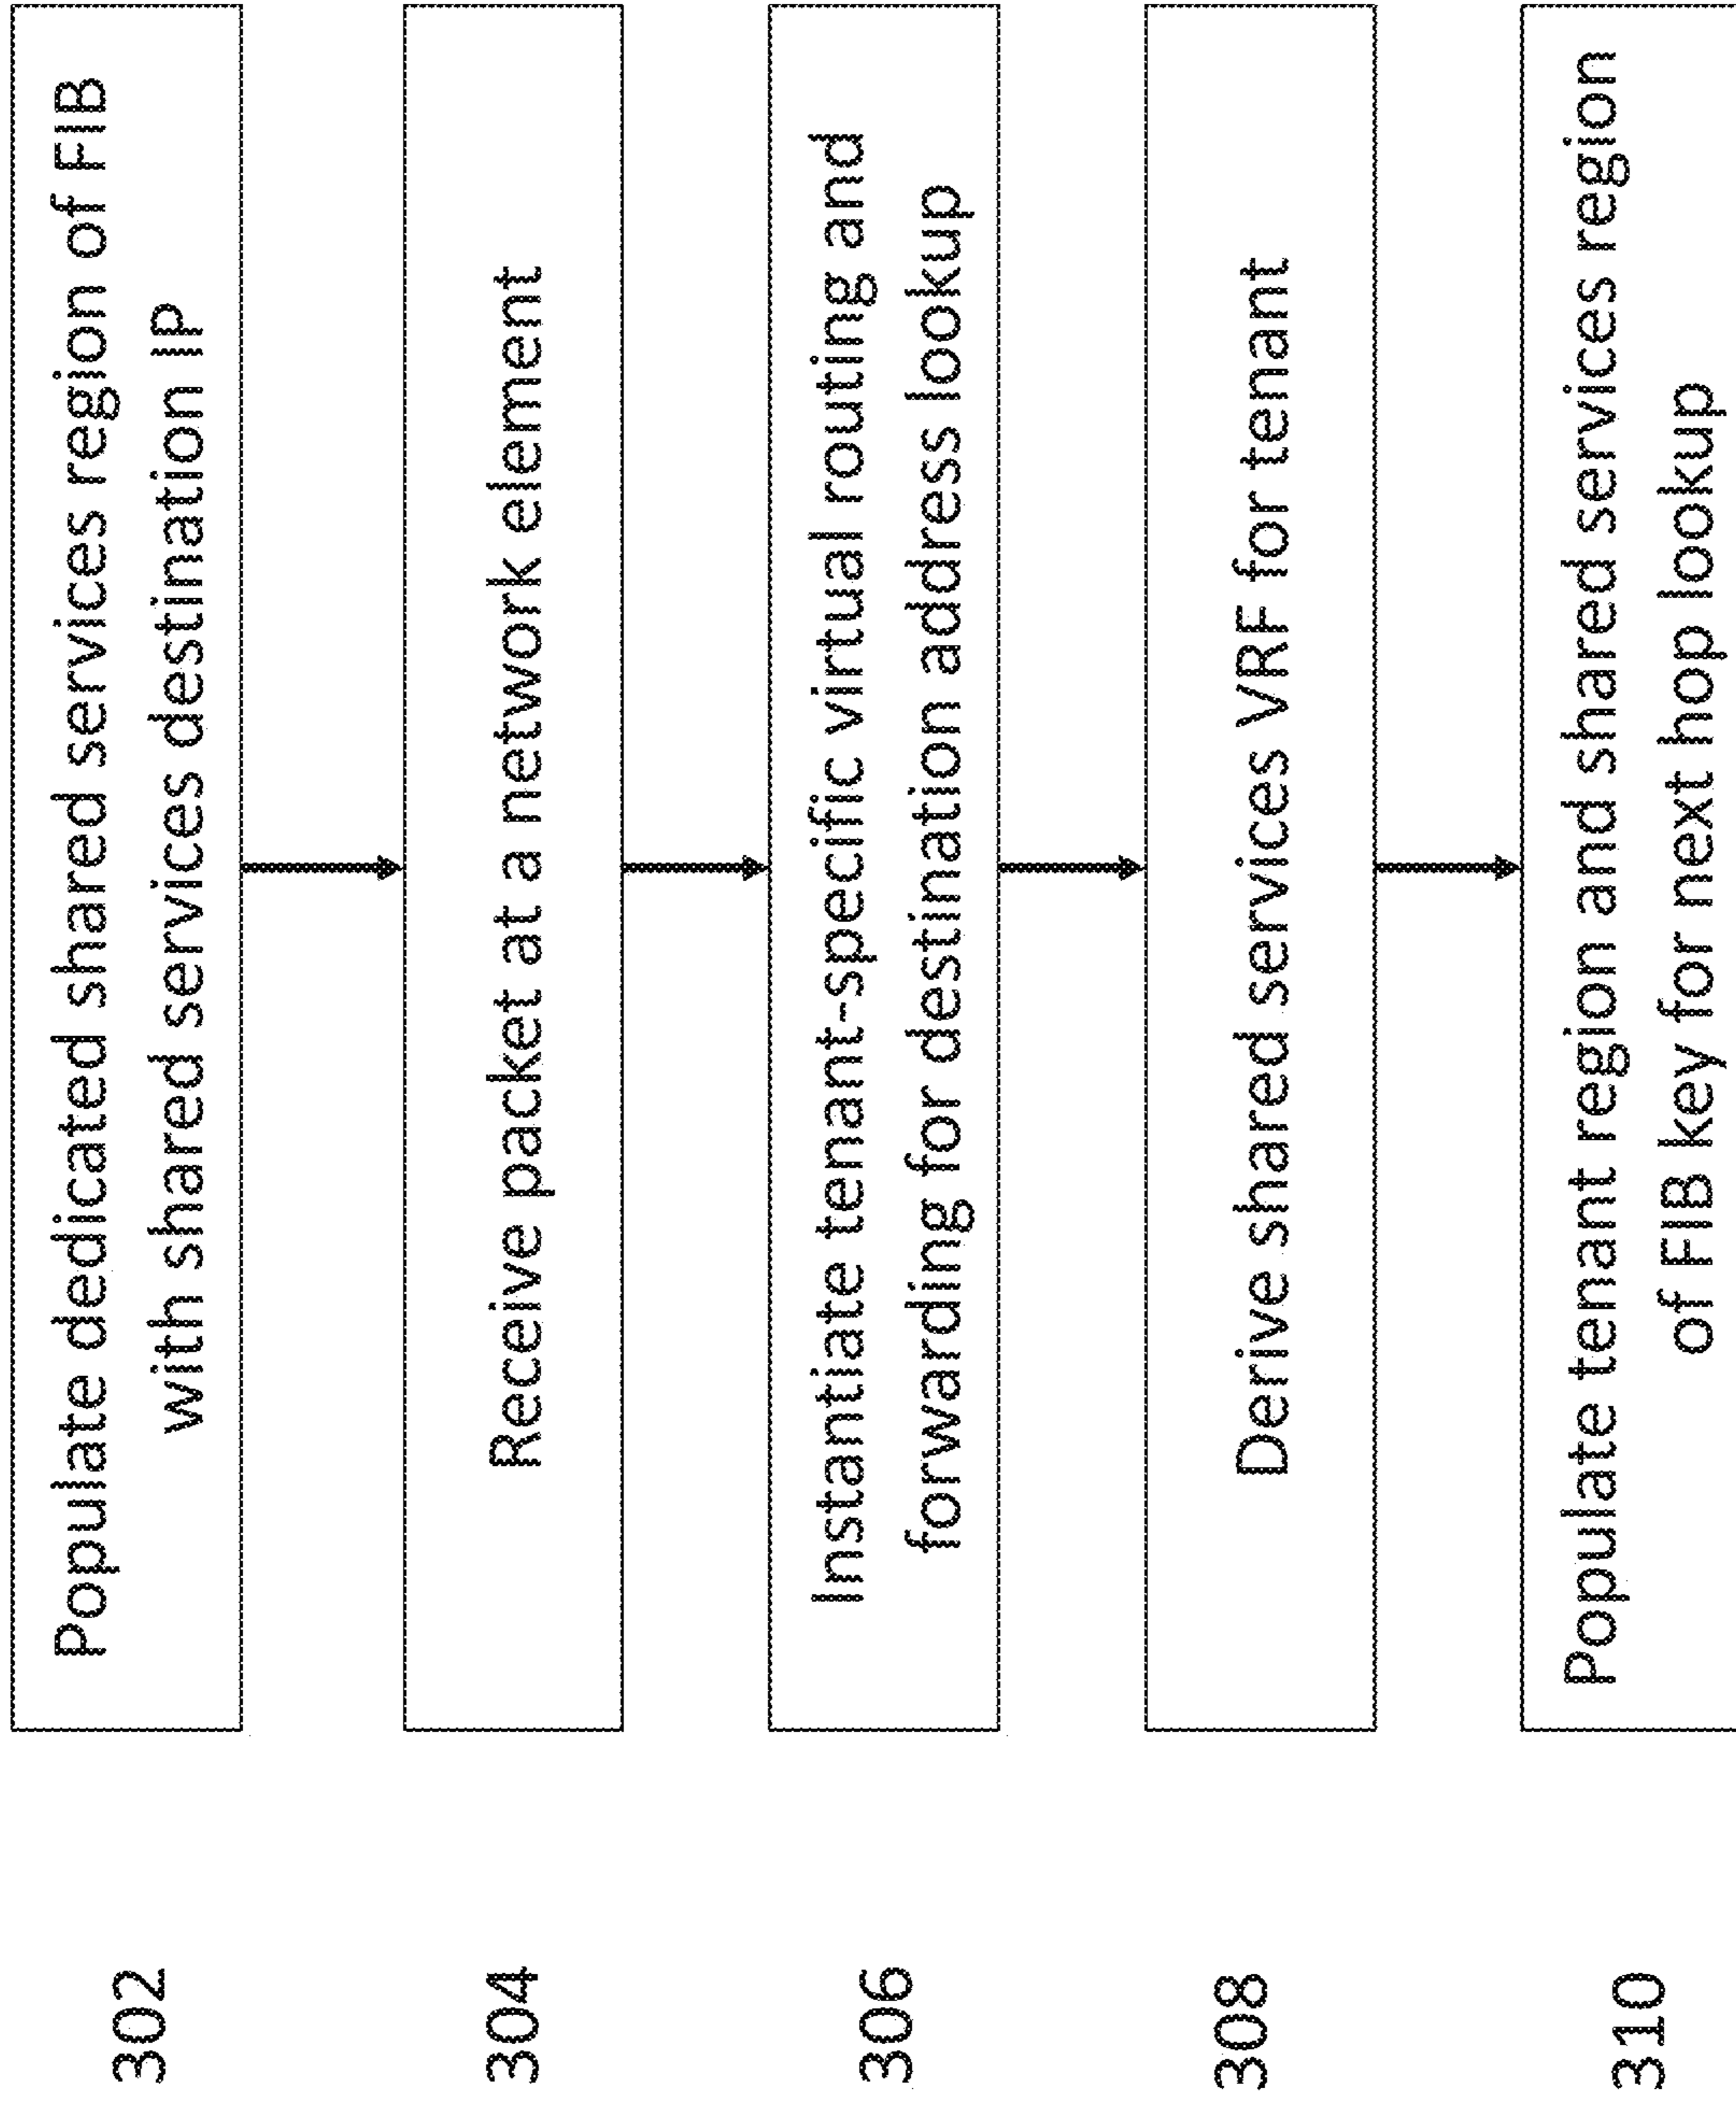 302
Populate dedicated shared services region of FIB
with shared services destination IP
304
Receive packet at a network element
306
Instantiate tenant-specific virtual routing and
forwarding for destination address lookup
308
Derive shared services VRF for tenant
310
Populate tenant region and shared services region
of FIB key for next hop lookup